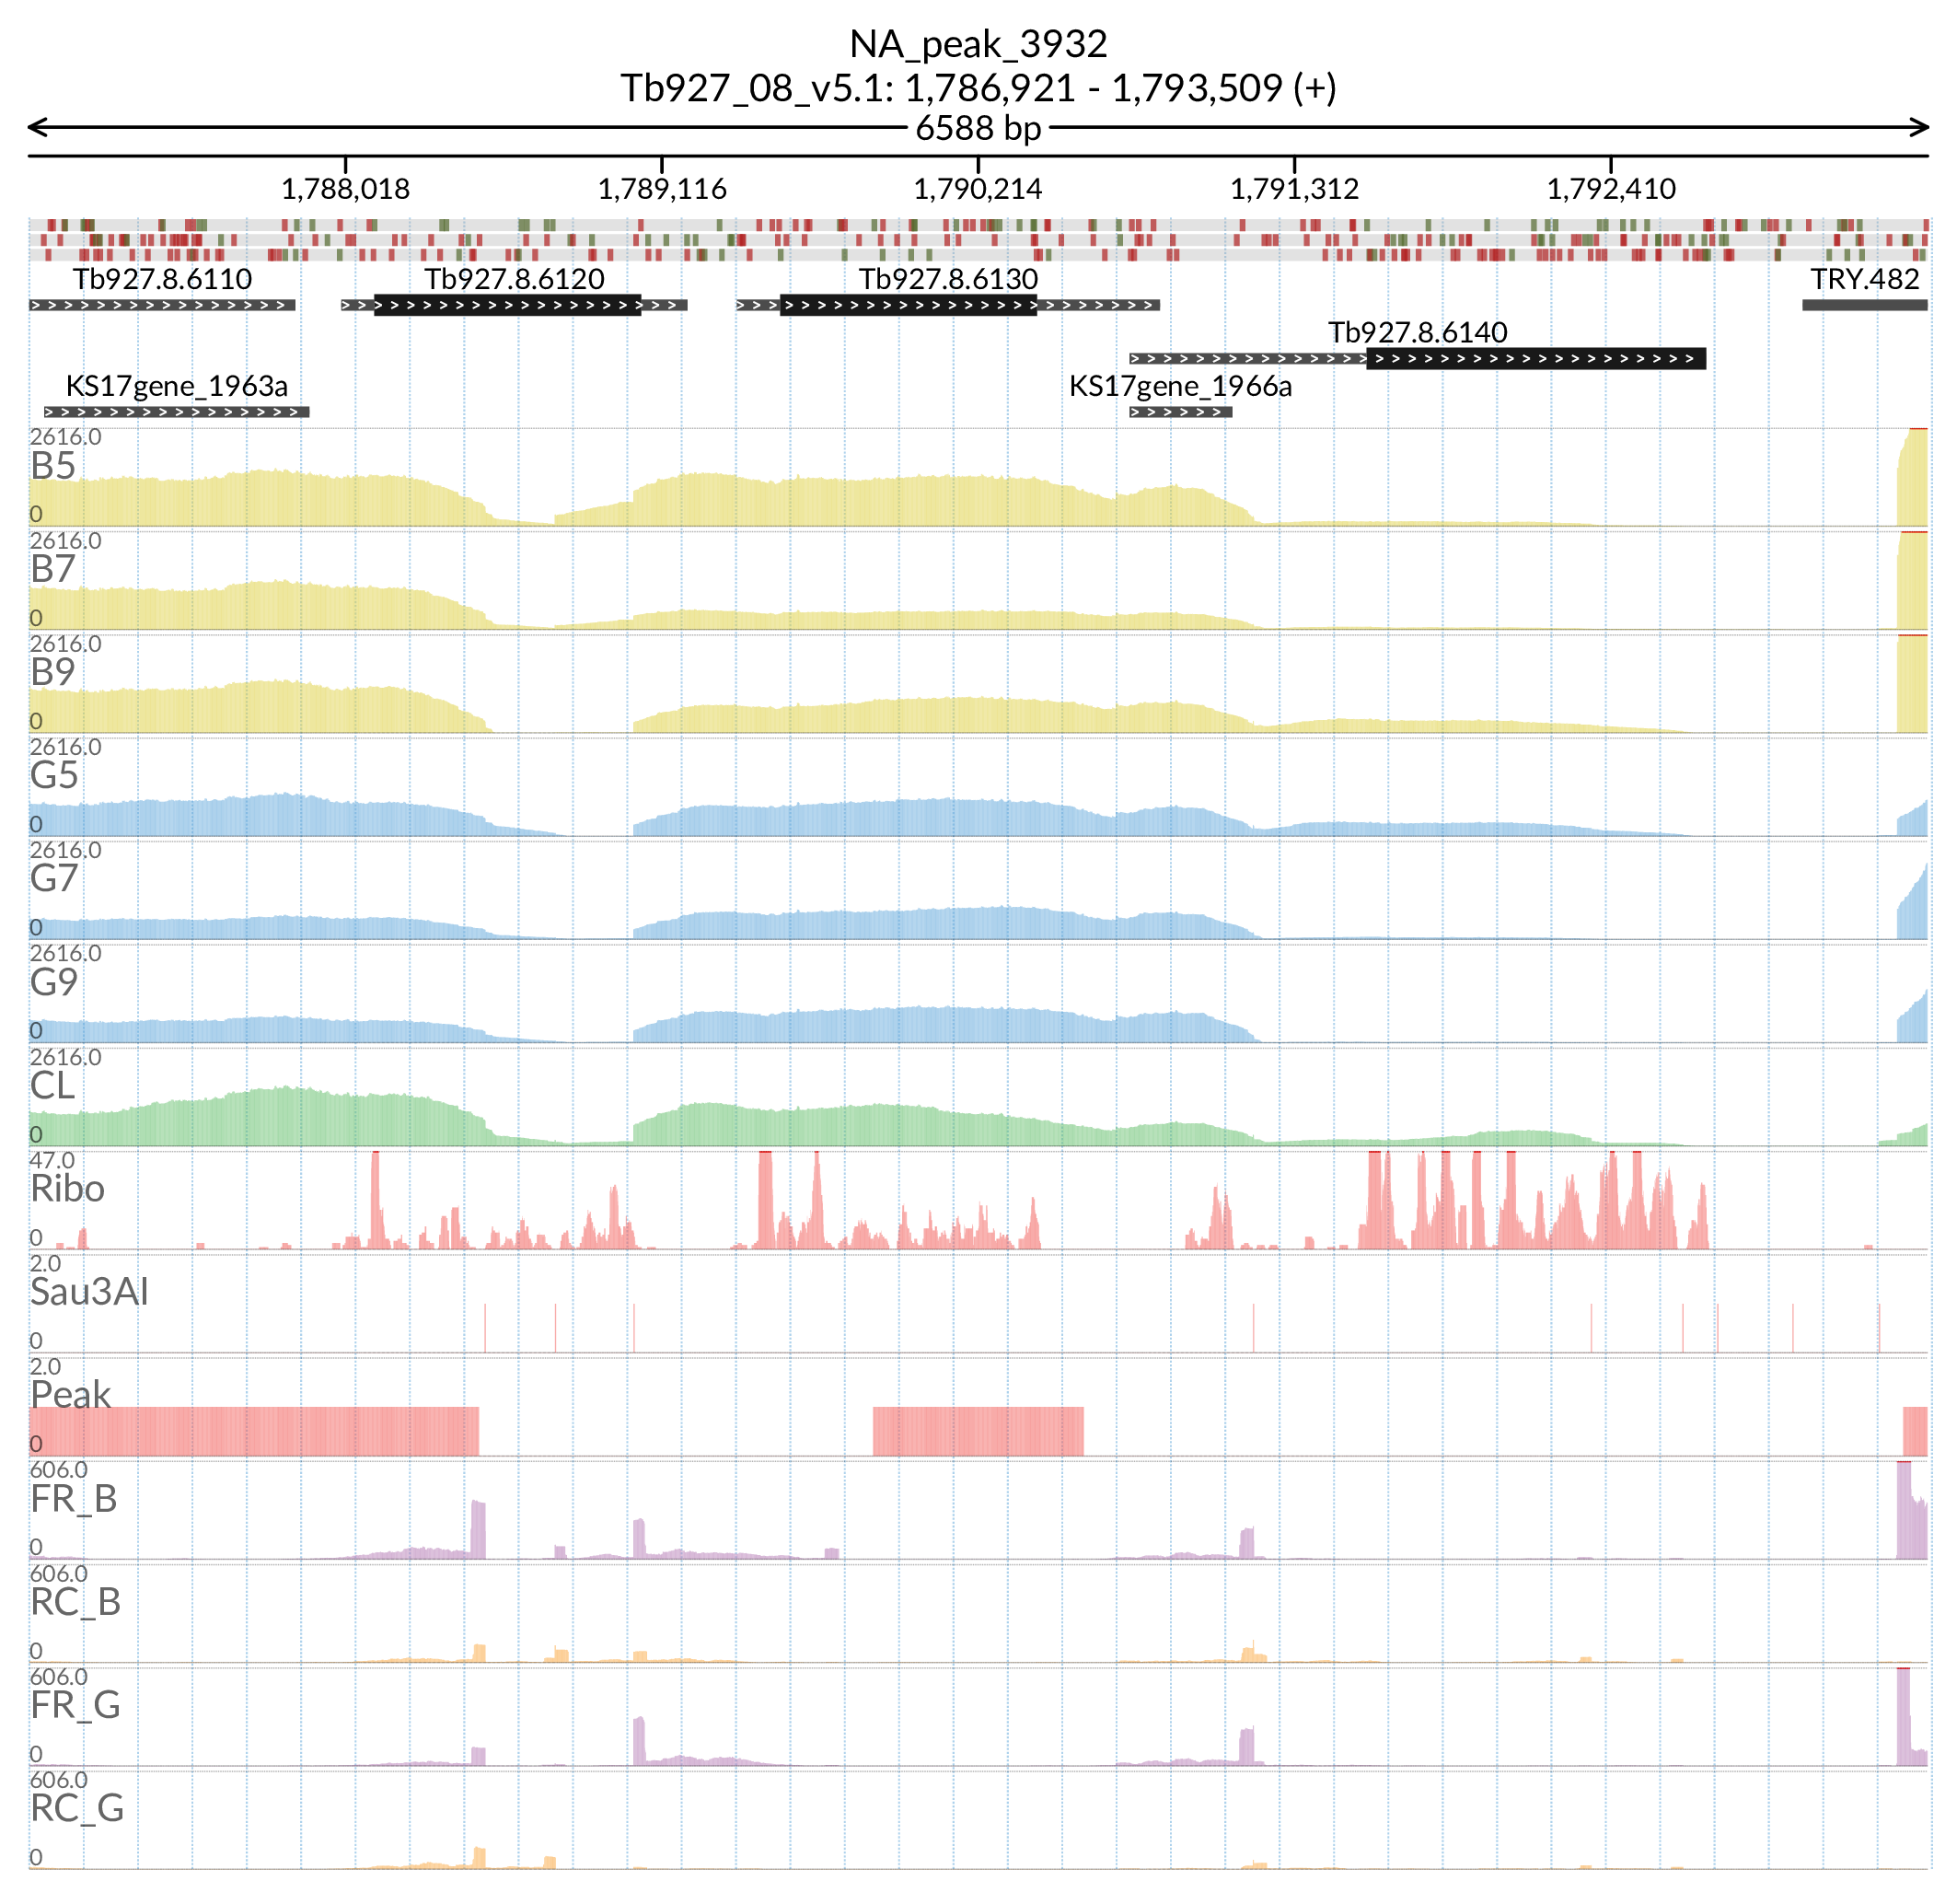 NA_peak_3932
Tb927_08_v5.1: 1,786,921 - 1,793,509 (+)
6588 bp
1,788,018 1,789,116 1,790,214 1,791,312 1,792,410
Tb927.8.6110 Tb927.8.6120 Tb927.8.6130 TRY.482
Tb927.8.6140
KS17gene_1963a KS17gene_1966a
2616.0
B5
0
2616.0
B7
0
2616.0
B9
0
2616.0
G5
0
2616.0
G7
0
2616.0
G9
0
2616.0
CL
0
47.0
Ribo
0
2.0
Sau3AI
0
2.0
Peak
0
606.0
FR_B
0
606.0
RC_B
0
606.0
FR_G
0
606.0
RC_G
0